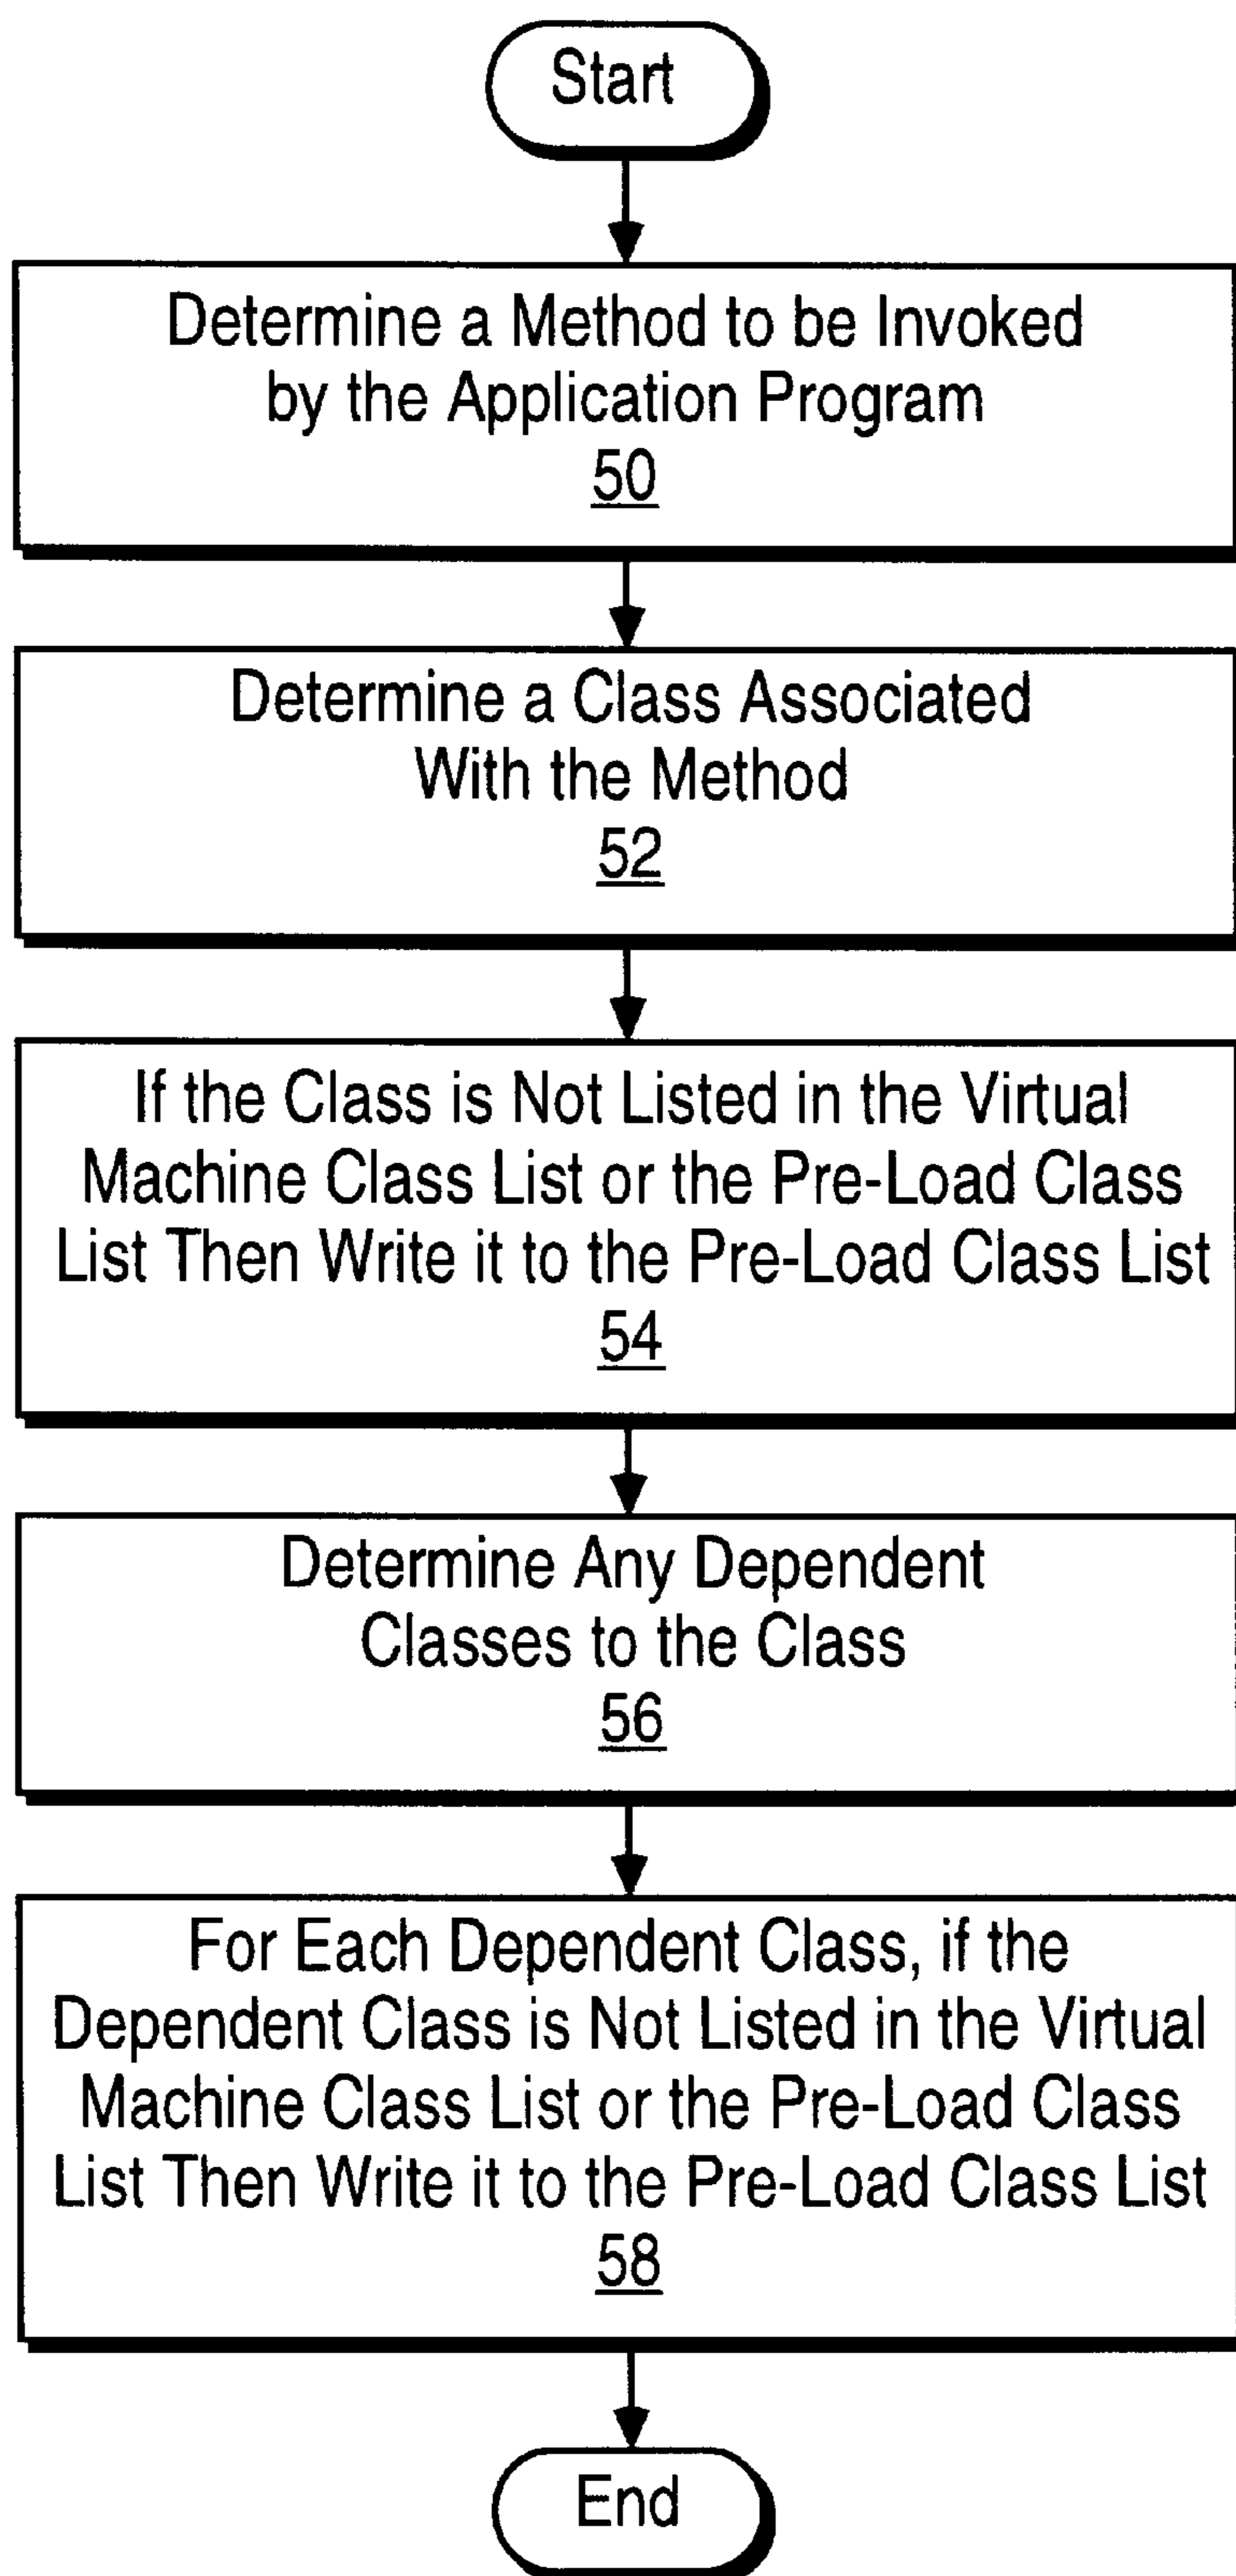 Start
Determine a Method to be Invoked
by the Application Program
50
Determine a Class Associated
With the Method
52
If the Class is Not Listed in the Virtual
Machine Class List or the Pre-Load Class
List Then Write it to the Pre-Load Class List
54
Determine Any Dependent
Classes to the Class
56
For Each Dependent Class, if the
Dependent Class is Not Listed in the Virtual
Machine Class List or the Pre-Load Class
List Then Write it to the Pre-Load Class List
58
End